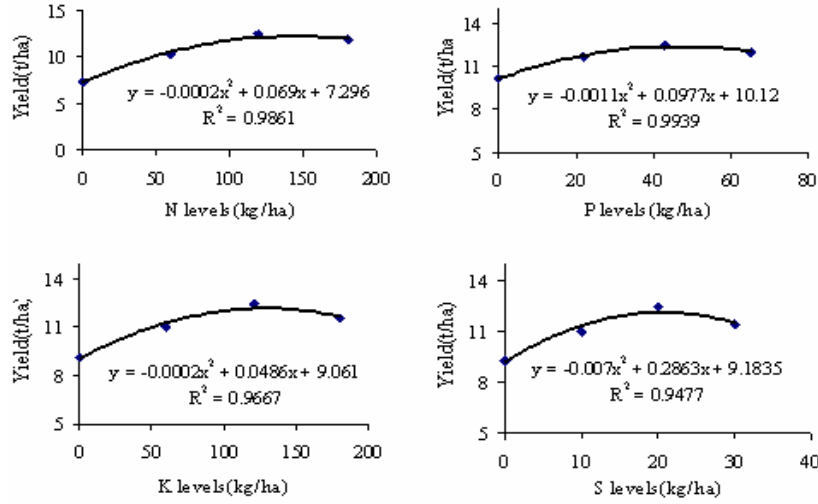 15
10
5
0
Yield(t/ha)
y = -0.0002x² + 0.069x + 7.296
R² = 0.9861
0 50 100 150 200
N levels(kg/ha)
14
11
8
5
Yield(t/ha)
y = -0.0011x² + 0.0977x + 10.12
R² = 0.9939
0 20 40 60 80
P levels(kg/ha)
14
11
8
5
Yield(t/ha)
y = -0.0002x² + 0.0486x + 9.061
R² = 0.9667
0 50 100 150 200
K levels(kg/ha)
14
11
8
5
Yield(t/ha)
y = -0.007x² + 0.2863x + 9.1835
R² = 0.9477
0 10 20 30 40
S levels(kg/ha)